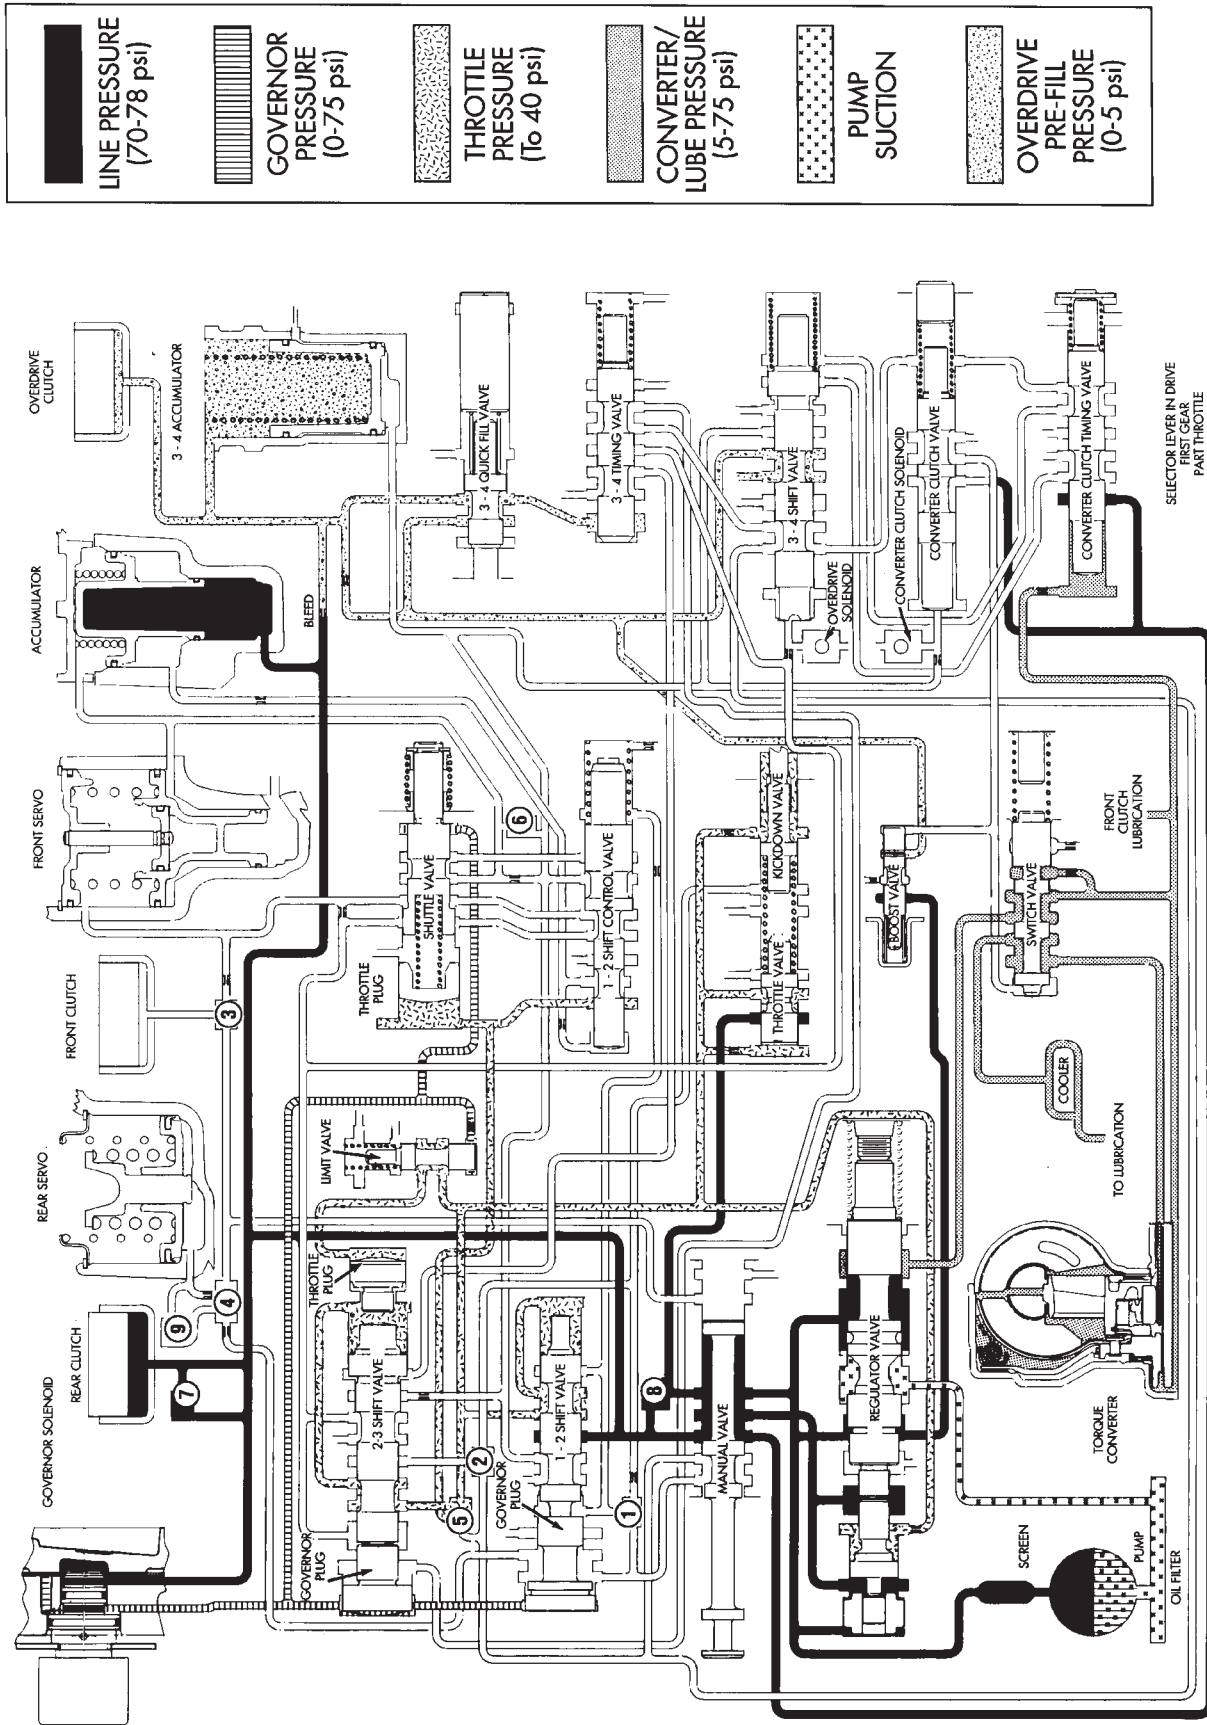 LINE PRESSURE
(70-78 psi)
GOVERNOR
PRESSURE
(0-75 psi)
THROTTLE
PRESSURE
(To 40 psi)
CONVERTER/
LUBE PRESSURE
(5-75 psi)
PUMP
SUCTION
OVERDRIVE
PRE-FILL
PRESSURE
(0-5 psi)
GOVERNOR SOLENOID
REAR CLUTCH
REAR SERVO
FRONT CLUTCH
FRONT SERVO
ACCUMULATOR
OVERDRIVE
CLUTCH
3 - 4 ACCUMULATOR
BLEED
7
9
4
3
GOVERNOR
PLUG
2-3 SHIFT VALVE
THROTTLE
PLUG
LIMIT VALVE
THROTTLE
PLUG
SHUTTLE VALVE
3 - 4 QUICK FILL VALVE
5
2
6
GOVERNOR
PLUG
- 2 SHIFT VALVE
1 - 2 SHIFT CONTROL VALVE
3 - 4 TIMING VALVE
1
8
MANUAL VALVE
THROTTLE VALVE
KICKDOWN VALVE
3 - 4 SHIFT VALVE
OVERDRIVE
SOLENOID
REGULATOR VALVE
BOOST VALVE
CONVERTER CLUTCH SOLENOID
CONVERTER CLUTCH VALVE
SWITCH VALVE
CONVERTER CLUTCH TIMING VALVE
SCREEN
PUMP
OIL FILTER
TORQUE
CONVERTER
TO LUBRICATION
COOLER
FRONT
CLUTCH
LUBRICATION
SELECTOR LEVER IN DRIVE
FIRST GEAR
PART THROTTLE